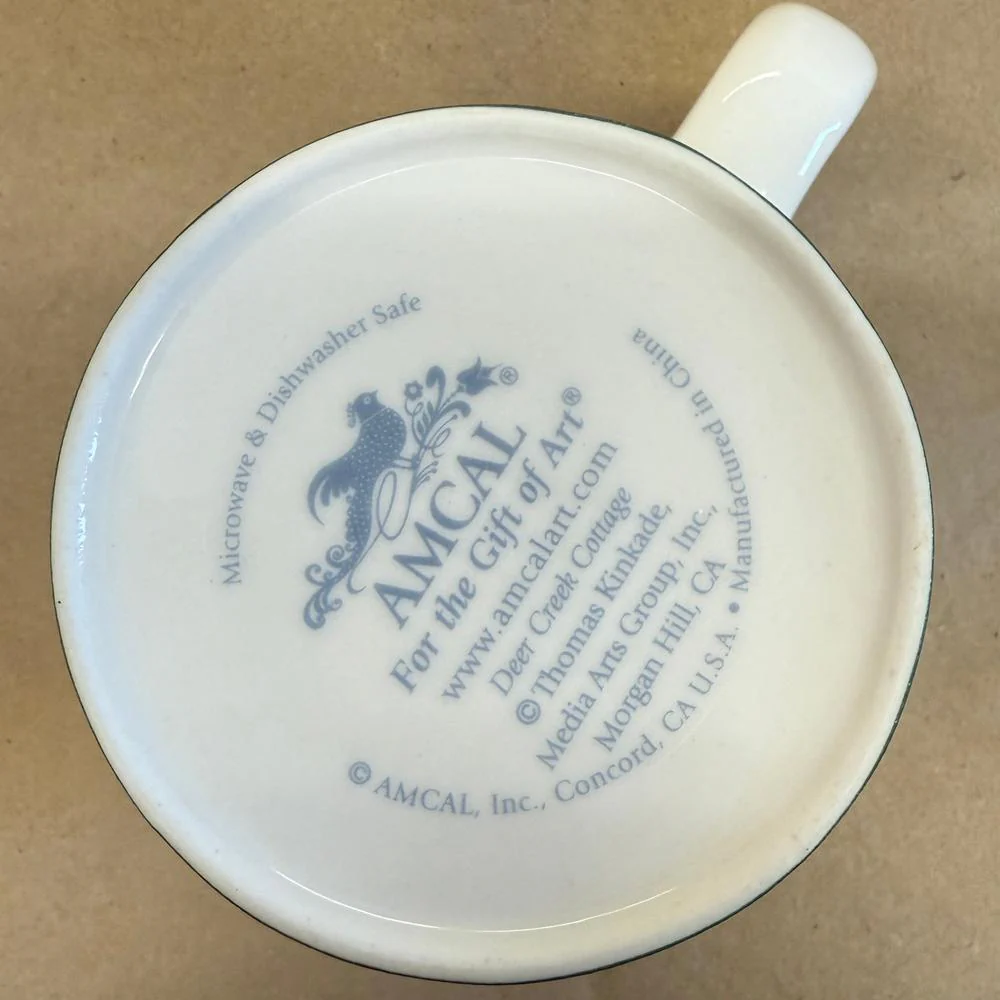 Microwave & Dishwasher Safe
®
AMCAL
For the Gift of Art®
www.amcalart.com
Deer Creek Cottage
© Thomas Kinkade,
Media Arts Group, Inc.,
Morgan Hill, CA
© AMCAL, Inc., Concord, CA U.S.A. • Manufactured in China